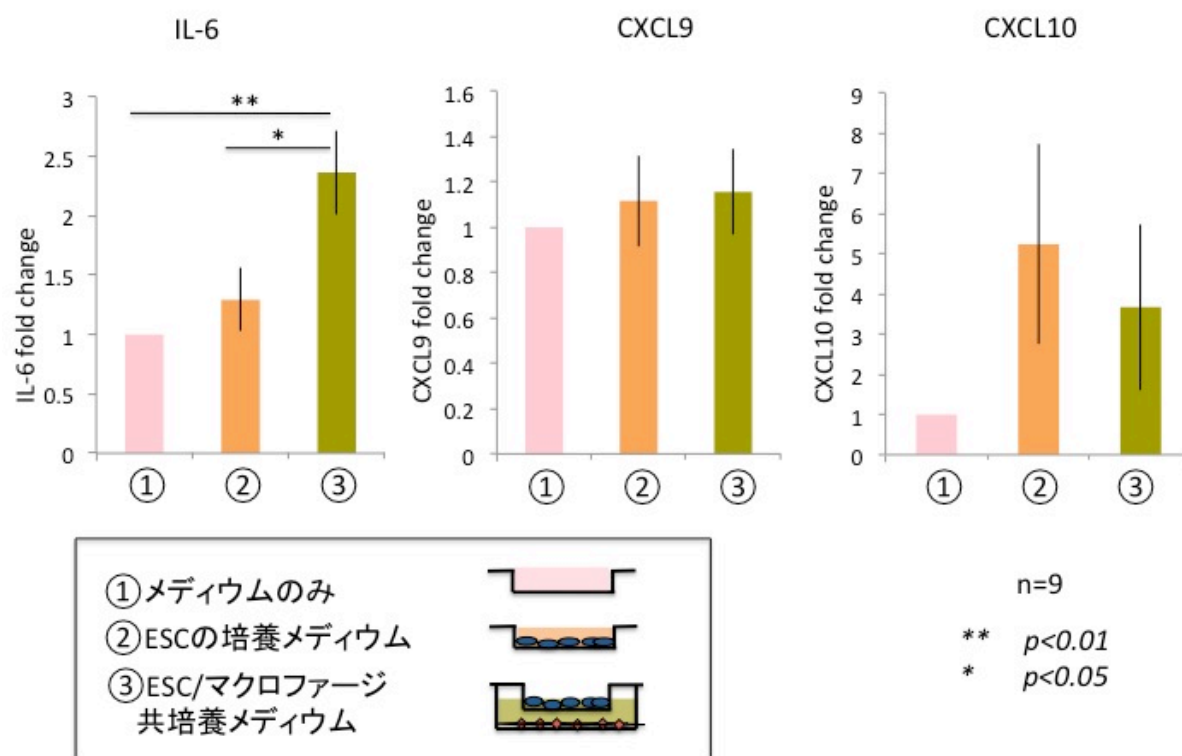 IL-6
CXCL9
CXCL10
IL-6 fold change
3
2.5
2
1.5
1
0.5
0
**
*
① ② ③
CXCL9 fold change
1.6
1.4
1.2
1
0.8
0.6
0.4
0.2
0
① ② ③
CXCL10 fold change
9
8
7
6
5
4
3
2
1
0
① ② ③
①メディウムのみ
②ESCの培養メディウム
③ESC/マクロファージ
共培養メディウム
n=9
** p<0.01
* p<0.05